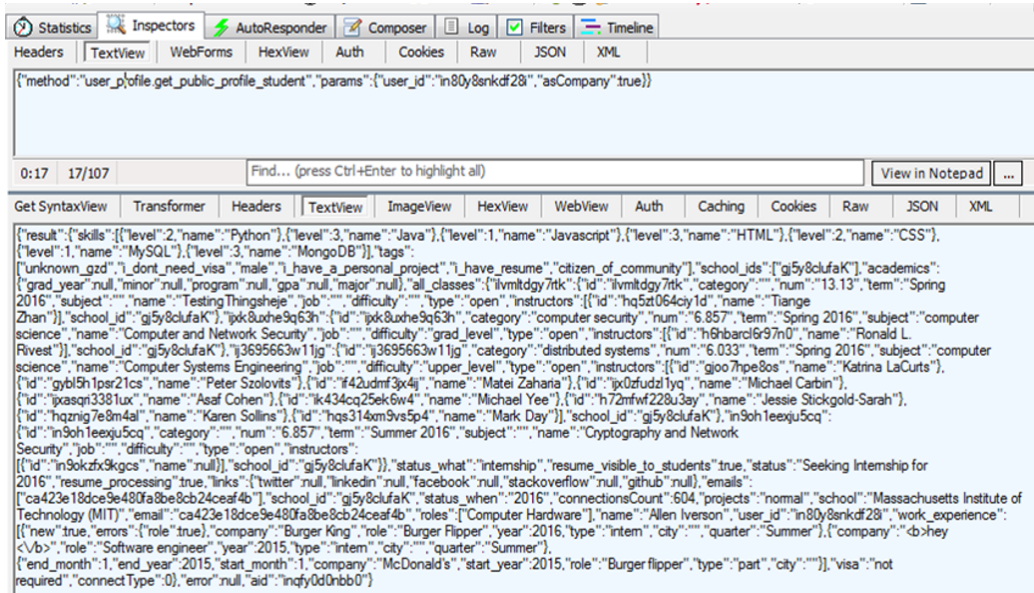 Statistics Inspectors AutoResponder Composer Log Filters Timeline
Headers TextView WebForms HexView Auth Cookies Raw JSON XML
{"method":"user_profile.get_public_profile_student","params":{"user_id":"in80y8snkdf28i","asCompany":true}}
0:17 17/107 Find... (press Ctrl+Enter to highlight all) View in Notepad ...
Get SyntaxView Transformer Headers TextView ImageView HexView WebView Auth Caching Cookies Raw JSON XML
{"result":{"skills":[{"level":2,"name":"Python"},{"level":3,"name":"Java"},{"level":1,"name":"Javascript"},{"level":3,"name":"HTML"},{"level":2,"name":"CSS"},
{"level":1,"name":"MySQL"},{"level":3,"name":"MongoDB"}],"tags":
["unknown_gzd","i_dont_need_visa","male","i_have_a_personal_project","i_have_resume","citizen_of_community"],"school_ids":["gj5y8clufaK"],"academics":
{"grad_year":null,"minor":null,"program":null,"gpa":null,"major":null},"all_classes":{"ilvmltdgy7rtk":{"id":"ilvmltdgy7rtk","category":"","num":"13.13","term":"Spring
2016","subject":"","name":"TestingThingsheje","job":"","difficulty":"","type":"open","instructors":[{"id":"hq5zt064ciy1d","name":"Tiange
Zhan"}],"school_id":"gj5y8clufaK"},"ijxk8uxhe9q63h":{"id":"ijxk8uxhe9q63h","category":"computer security","num":"6.857","term":"Spring 2016","subject":"computer
science","name":"Computer and Network Security","job":"","difficulty":"grad_level","type":"open","instructors":[{"id":"h6hbarcl6r97n0","name":"Ronald L.
Rivest"}],"school_id":"gj5y8clufaK"},"ij3695663w11jg":{"id":"ij3695663w11jg","category":"distributed systems","num":"6.033","term":"Spring 2016","subject":"computer
science","name":"Computer Systems Engineering","job":"","difficulty":"upper_level","type":"open","instructors":[{"id":"gjoo7hpe8os","name":"Katrina LaCurts"},
{"id":"gybl5h1psr21cs","name":"Peter Szolovits"},{"id":"if42udmf3jx4ij","name":"Matei Zaharia"},{"id":"ijx0zfudzl1yq","name":"Michael Carbin"},
{"id":"ijxasqri3381ux","name":"Asaf Cohen"},{"id":"ik434cq25ek6w4","name":"Michael Yee"},{"id":"h72mfwf228u3ay","name":"Jessie Stickgold-Sarah"},
{"id":"hqznig7e8m4al","name":"Karen Sollins"},{"id":"hqs314xm9vs5p4","name":"Mark Day"}],"school_id":"gj5y8clufaK"},"in9oh1eexju5cq":
{"id":"in9oh1eexju5cq","category":"","num":"6.857","term":"Summer 2016","subject":"","name":"Cryptography and Network
Security","job":"","difficulty":"","type":"open","instructors":
[{"id":"in9okzfx9kgcs","name":null}],"school_id":"gj5y8clufaK"}},"status_what":"internship","resume_visible_to_students":true,"status":"Seeking Internship for
2016","resume_processing":true,"links":{"twitter":null,"linkedin":null,"facebook":null,"stackoverflow":null,"github":null},"emails":
["ca423e18dce9e480fa8be8cb24ceaf4b"],"school_id":"gj5y8clufaK","status_when":"2016","connectionsCount":604,"projects":"normal","school":"Massachusetts Institute of
Technology (MIT)","email":"ca423e18dce9e480fa8be8cb24ceaf4b","roles":["Computer Hardware"],"name":"Allen Iverson","user_id":"in80y8snkdf28i","work_experience":
[{"new":true,"errors":{"role":true},"company":"Burger King","role":"Burger Flipper","year":2016,"type":"intern","city":"","quarter":"Summer"},{"company":"<b>hey
<\/b>","role":"Software engineer","year":2015,"type":"intern","city":"","quarter":"Summer"},
{"end_month":1,"end_year":2015,"start_month":1,"company":"McDonald's","start_year":2015,"role":"Burger flipper","type":"part","city":""}],"visa":"not
required","connectType":0},"error":null,"aid":"inqfy0d0nbb0"}